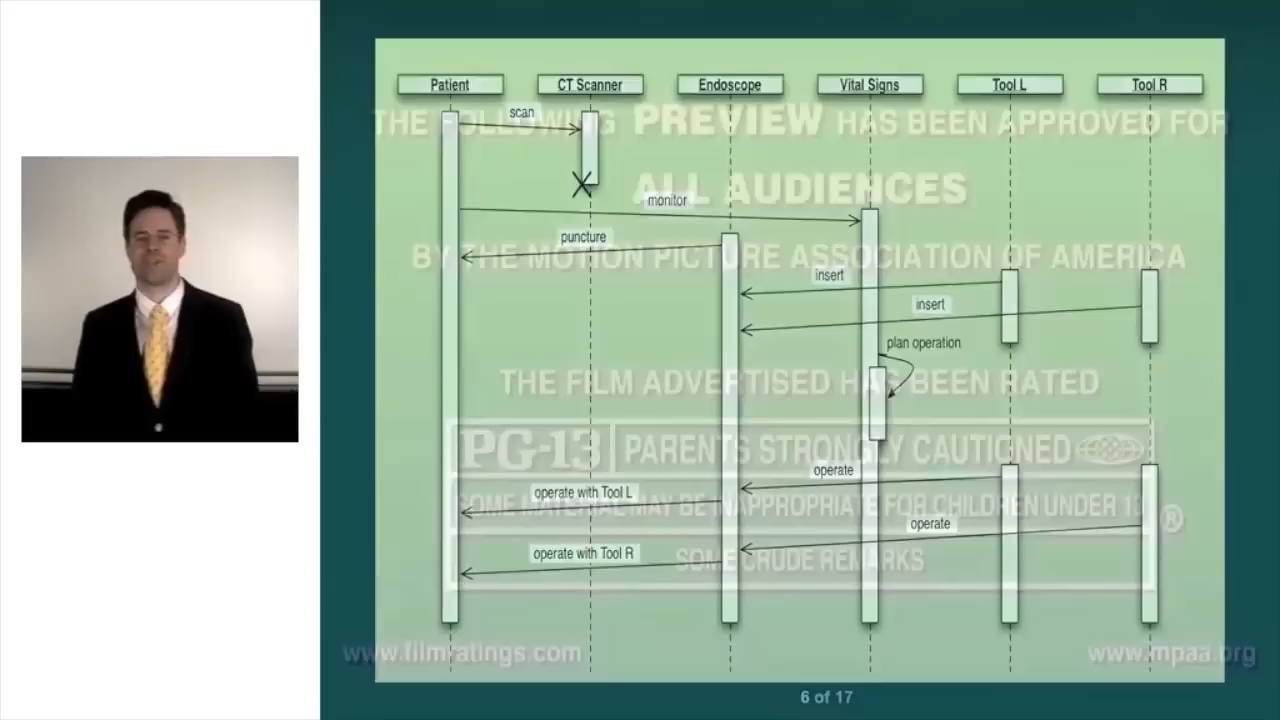 Patient
CT Scanner
Endoscope
Vital Signs
Tool L
Tool R
scan
THE FOLLOWING PREVIEW HAS BEEN APPROVED FOR
ALL AUDIENCES
monitor
puncture
BY THE MOTION PICTURE ASSOCIATION OF AMERICA
insert
insert
plan operation
THE FILM ADVERTISED HAS BEEN RATED
PG-13 PARENTS STRONGLY CAUTIONED
operate
operate with Tool L
SOME MATERIAL MAY BE INAPPROPRIATE FOR CHILDREN UNDER 13
®
operate
operate with Tool R
SOME CRUDE REMARKS
www.filmratings.com
www.mpaa.org
6 of 17